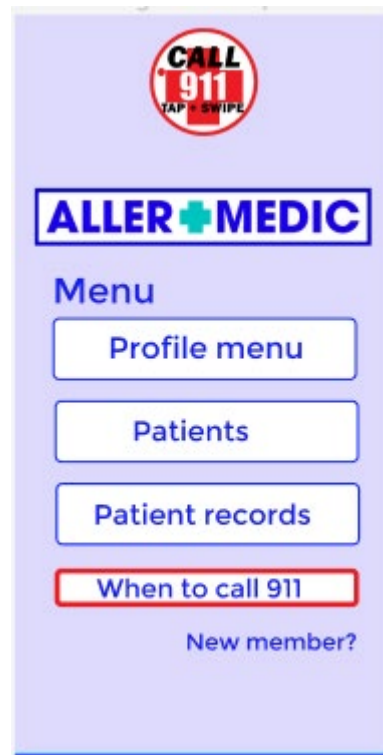 CALL
911
TAP + SWIPE
ALLER MEDIC
Menu
Profile menu
Patients
Patient records
When to call 911
New member?